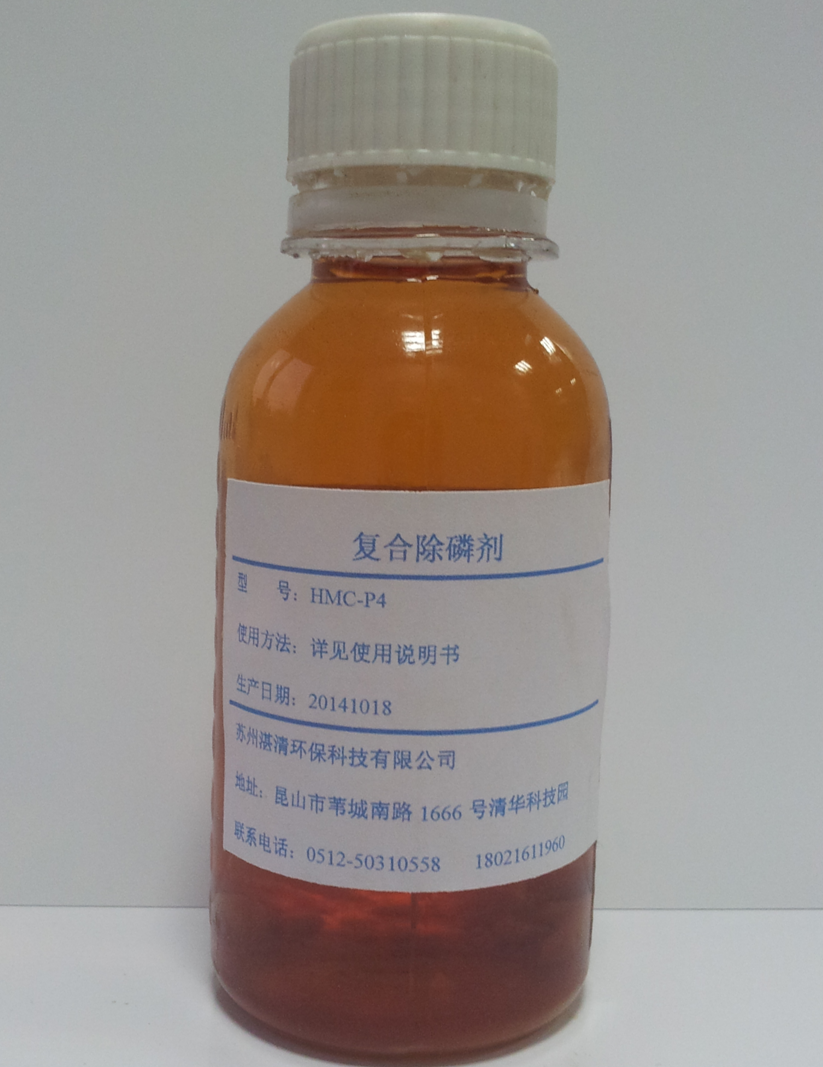 复合除磷剂
型 号：HMC-P4
使用方法：详见使用说明书
生产日期：20141018
苏州湛清环保科技有限公司
地址：昆山市苇城南路 1666 号清华科技园
联系电话：0512-50310558 18021611960